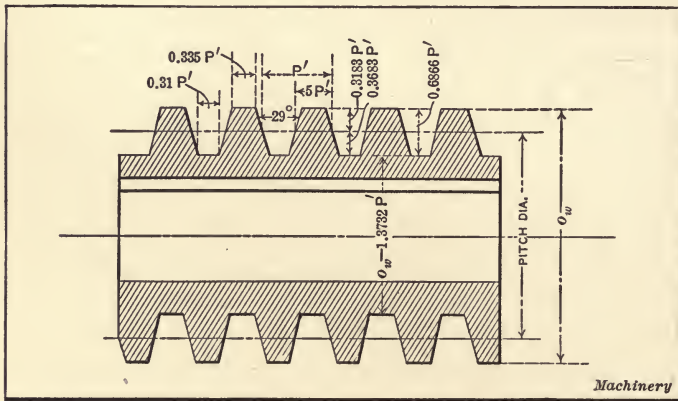 0.335 P′
0.31 P′
P′
.5 P′
29°
0.3183 P′
0.3683 P′
0.6866 P′
O_w−1.3732 P′
PITCH DIA.
O_w
Machinery